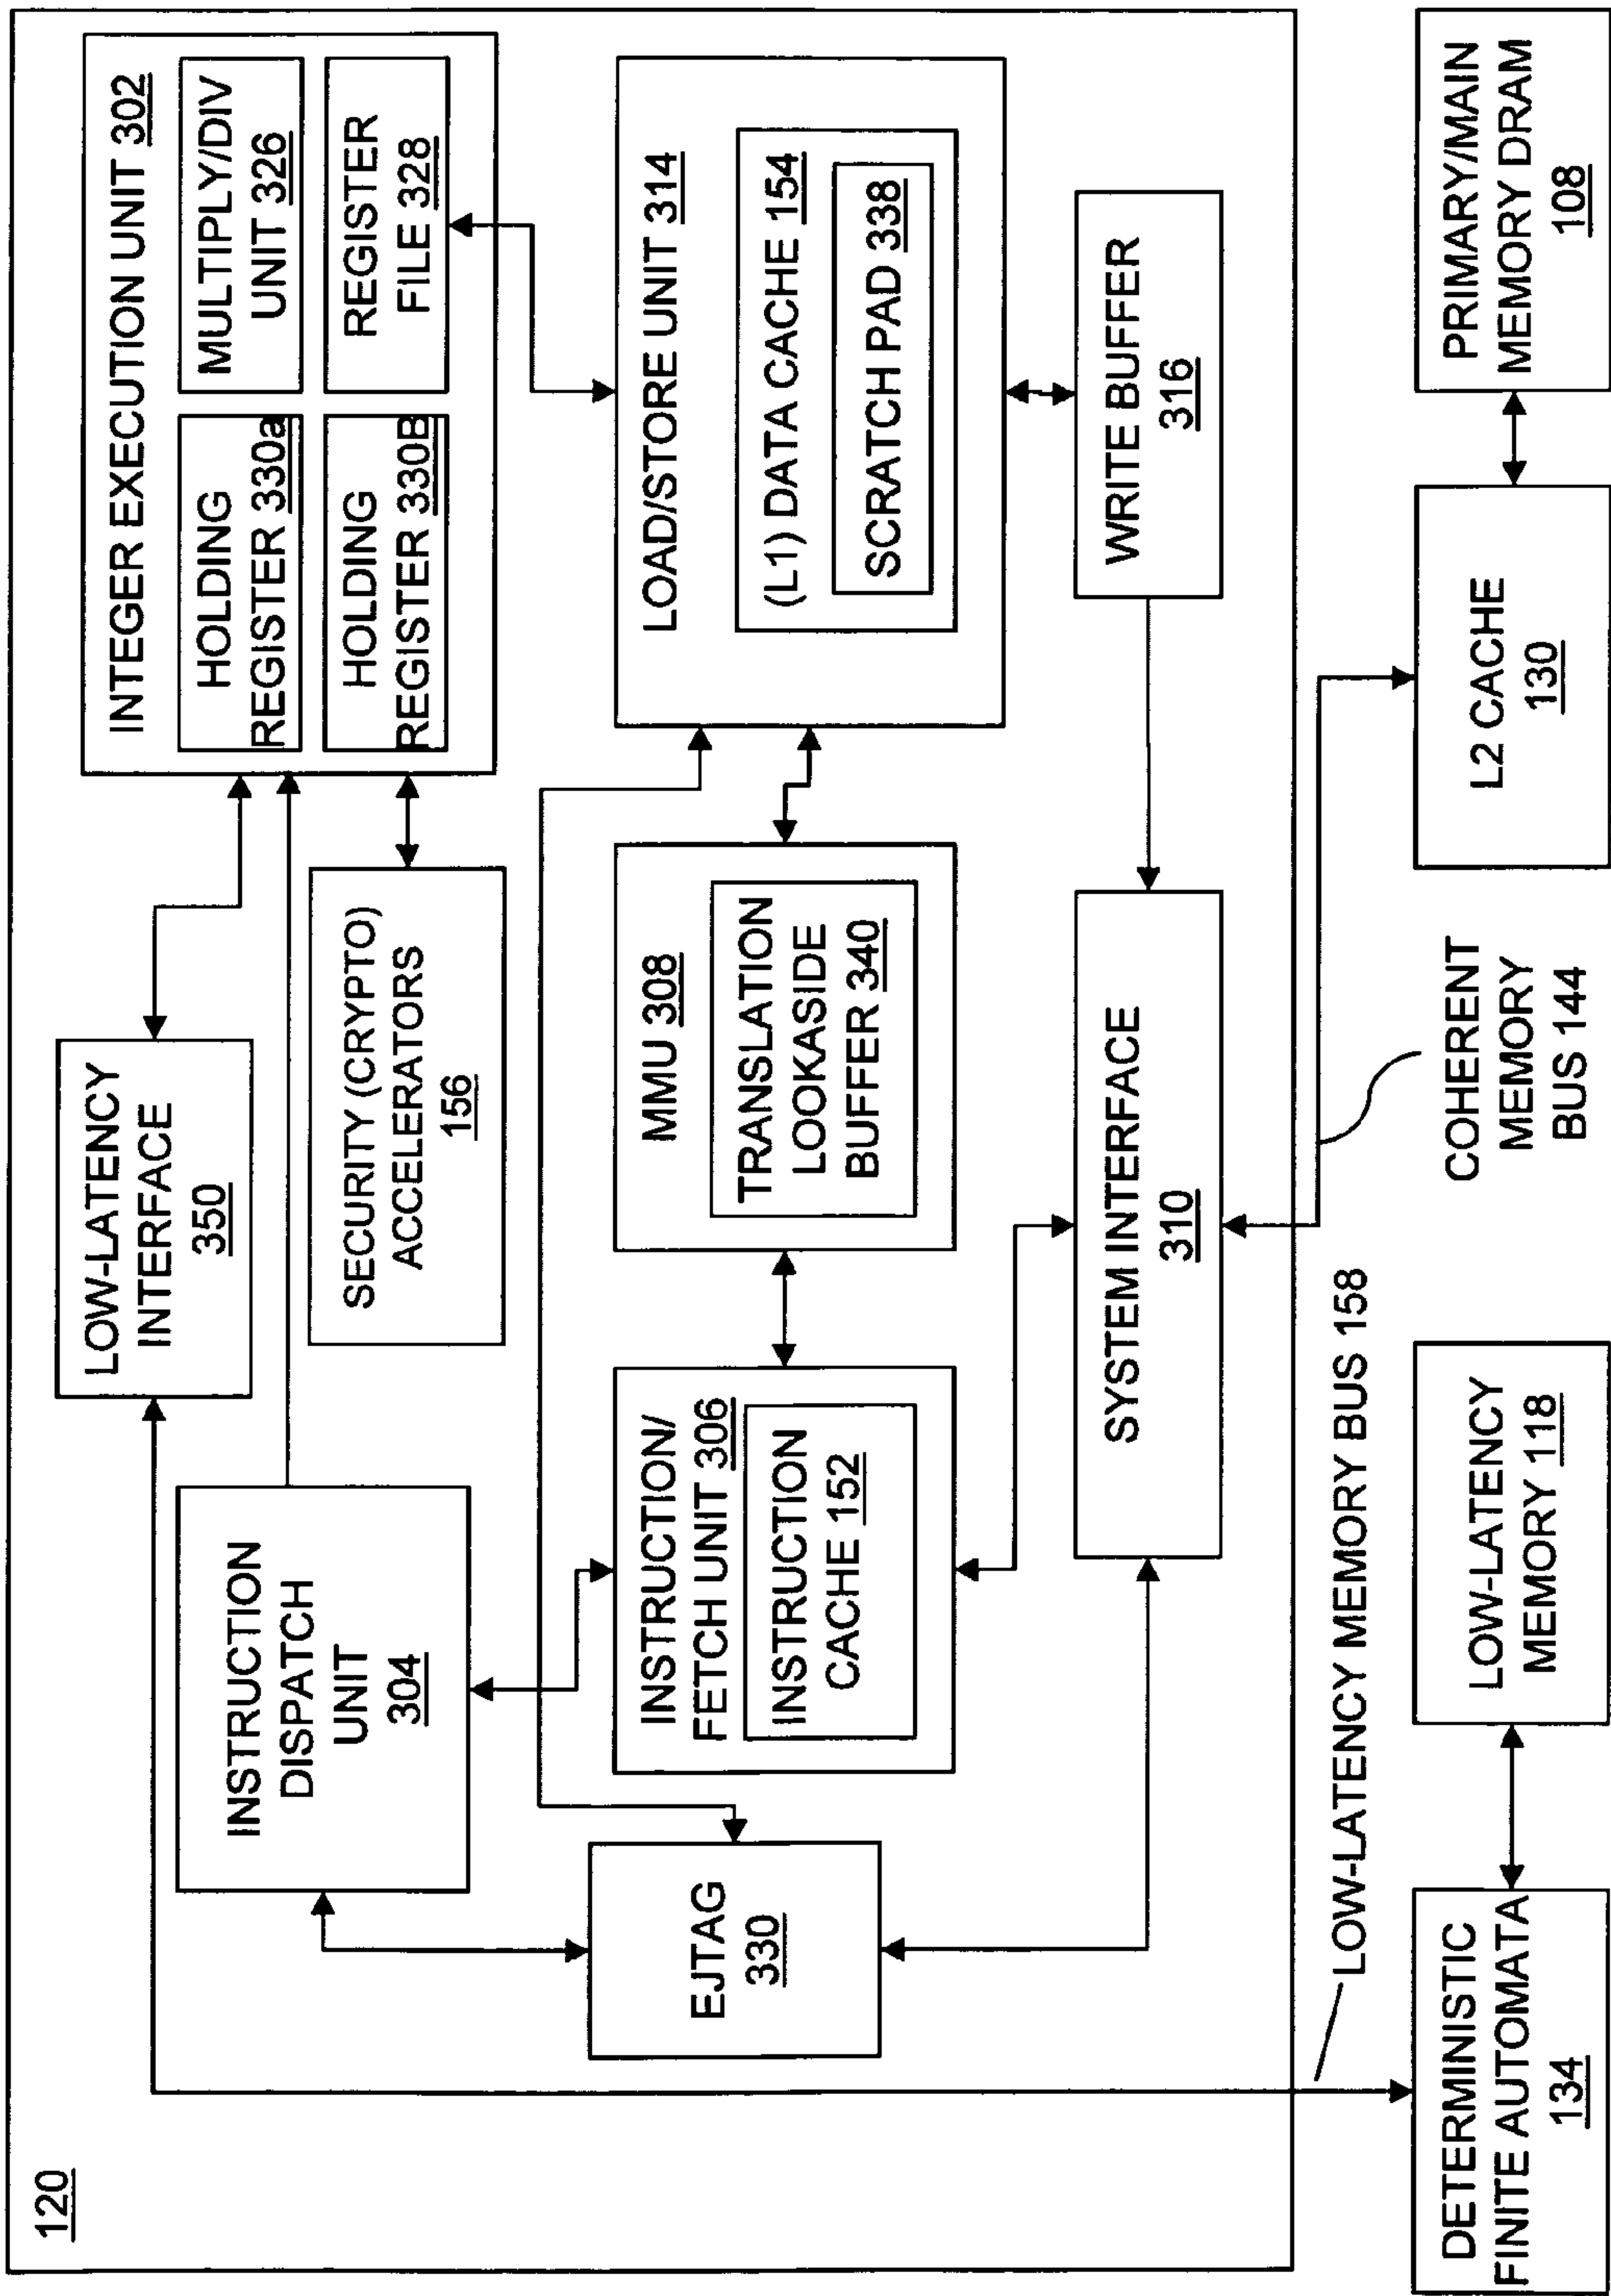 120
LOW-LATENCY
INTERFACE
350
INTEGER EXECUTION UNIT 302
HOLDING
REGISTER 330a
MULTIPLY/DIV
UNIT 326
HOLDING
REGISTER 330B
REGISTER
FILE 328
INSTRUCTION
DISPATCH
UNIT
304
SECURITY (CRYPTO)
ACCELERATORS
156
EJTAG
330
INSTRUCTION/
FETCH UNIT 306
INSTRUCTION
CACHE 152
MMU 308
TRANSLATION
LOOKASIDE
BUFFER 340
LOAD/STORE UNIT 314
(L1) DATA CACHE 154
SCRATCH PAD 338
SYSTEM INTERFACE
310
WRITE BUFFER
316
LOW-LATENCY MEMORY BUS 158
COHERENT
MEMORY
BUS 144
DETERMINISTIC
FINITE AUTOMATA
134
LOW-LATENCY
MEMORY 118
L2 CACHE
130
PRIMARY/MAIN
MEMORY DRAM
108